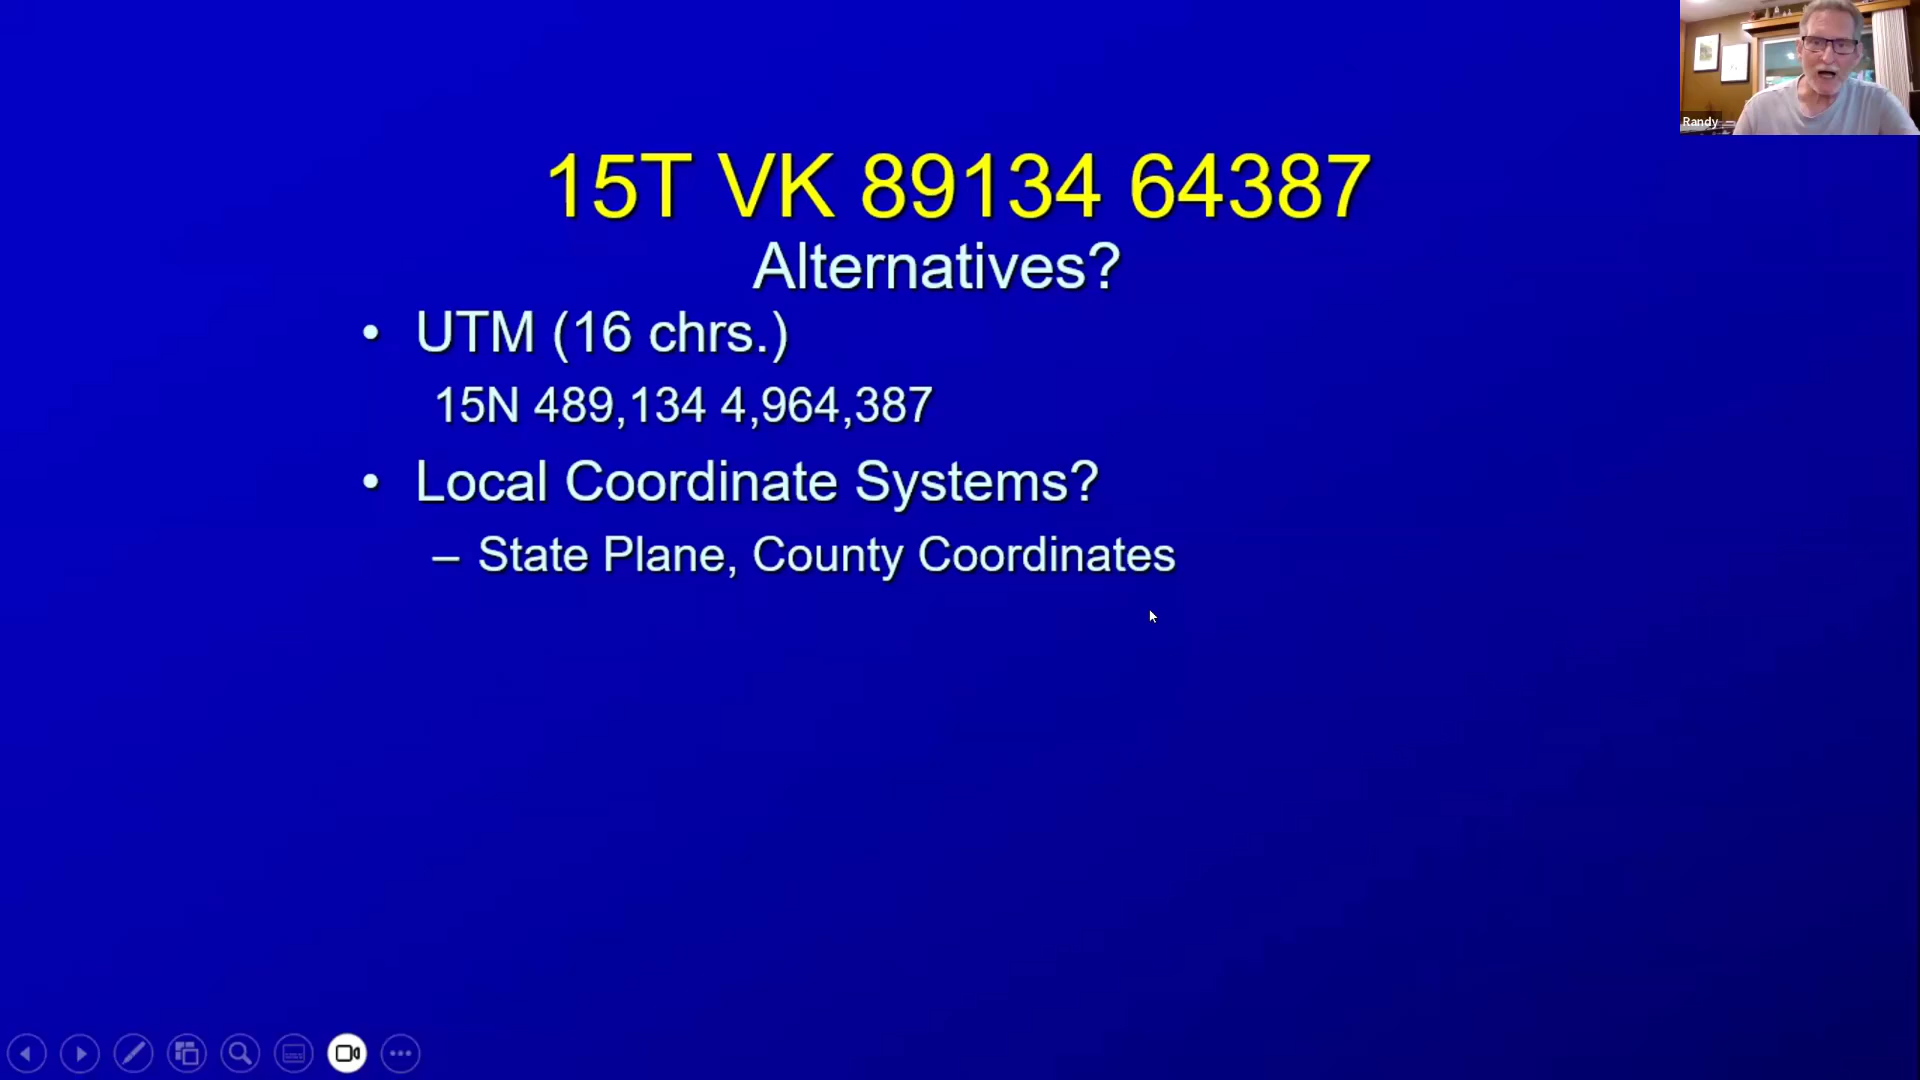 15T VK 89134 64387
Alternatives?
• UTM (16 chrs.)
15N 489,134 4,964,387
• Local Coordinate Systems?
– State Plane, County Coordinates
Randy